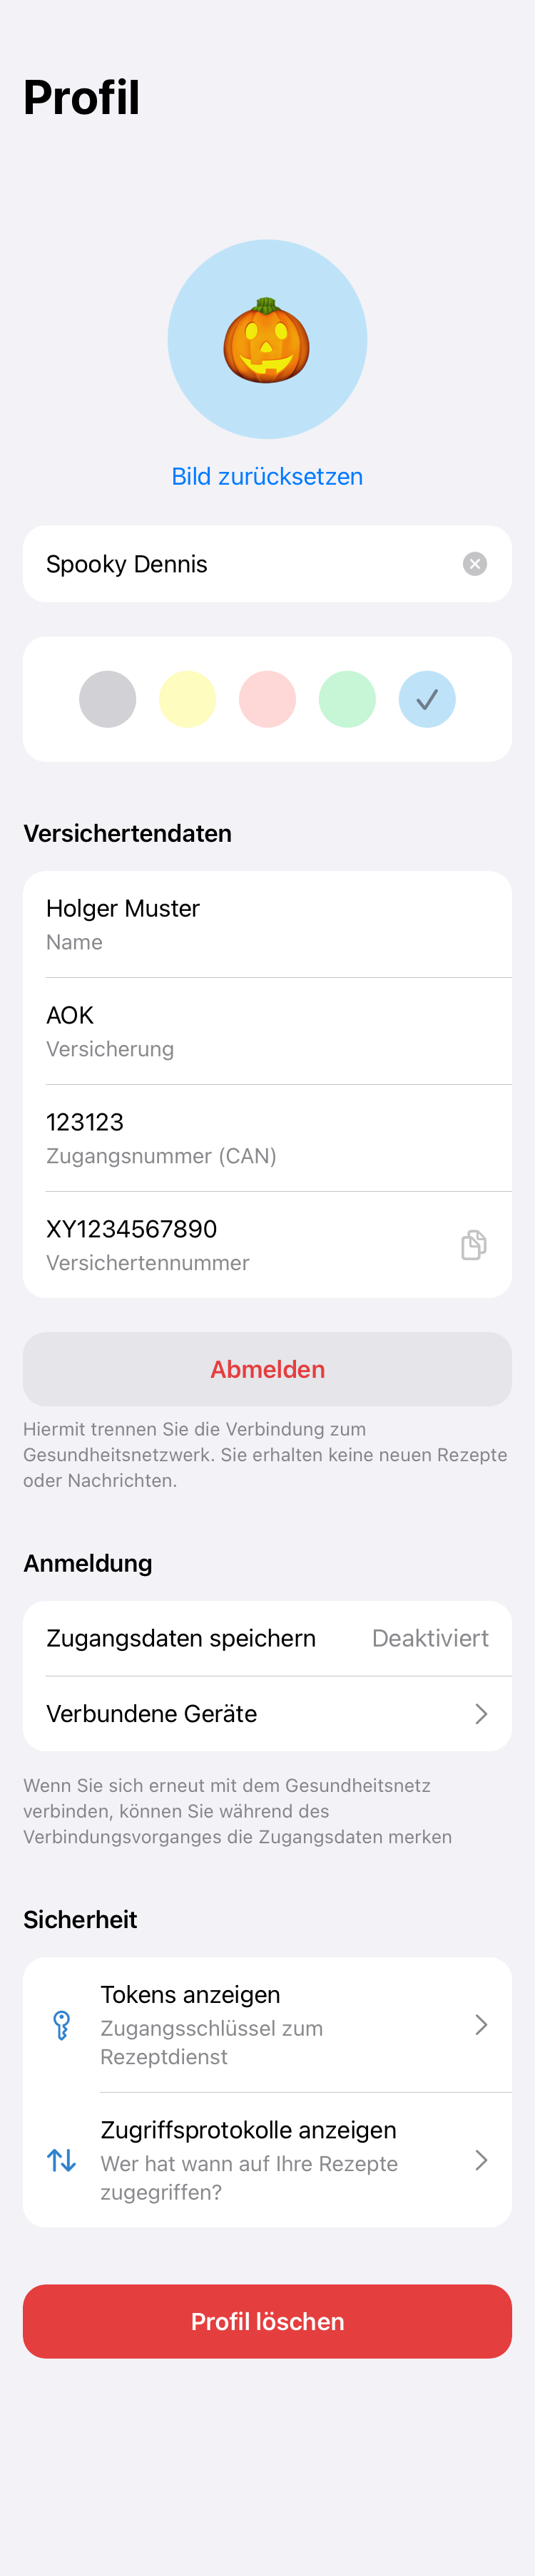 Profil
Bild zurücksetzen
Spooky Dennis
Versichertendaten
Holger Muster
Name
AOK
Versicherung
123123
Zugangsnummer (CAN)
XY1234567890
Versichertennummer
Abmelden
Hiermit trennen Sie die Verbindung zum
Gesundheitsnetzwerk. Sie erhalten keine neuen Rezepte
oder Nachrichten.
Anmeldung
Zugangsdaten speichern Deaktiviert
Verbundene Geräte
Wenn Sie sich erneut mit dem Gesundheitsnetz
verbinden, können Sie während des
Verbindungsvorganges die Zugangsdaten merken
Sicherheit
Tokens anzeigen
Zugangsschlüssel zum
Rezeptdienst
Zugriffsprotokolle anzeigen
Wer hat wann auf Ihre Rezepte
zugegriffen?
Profil löschen